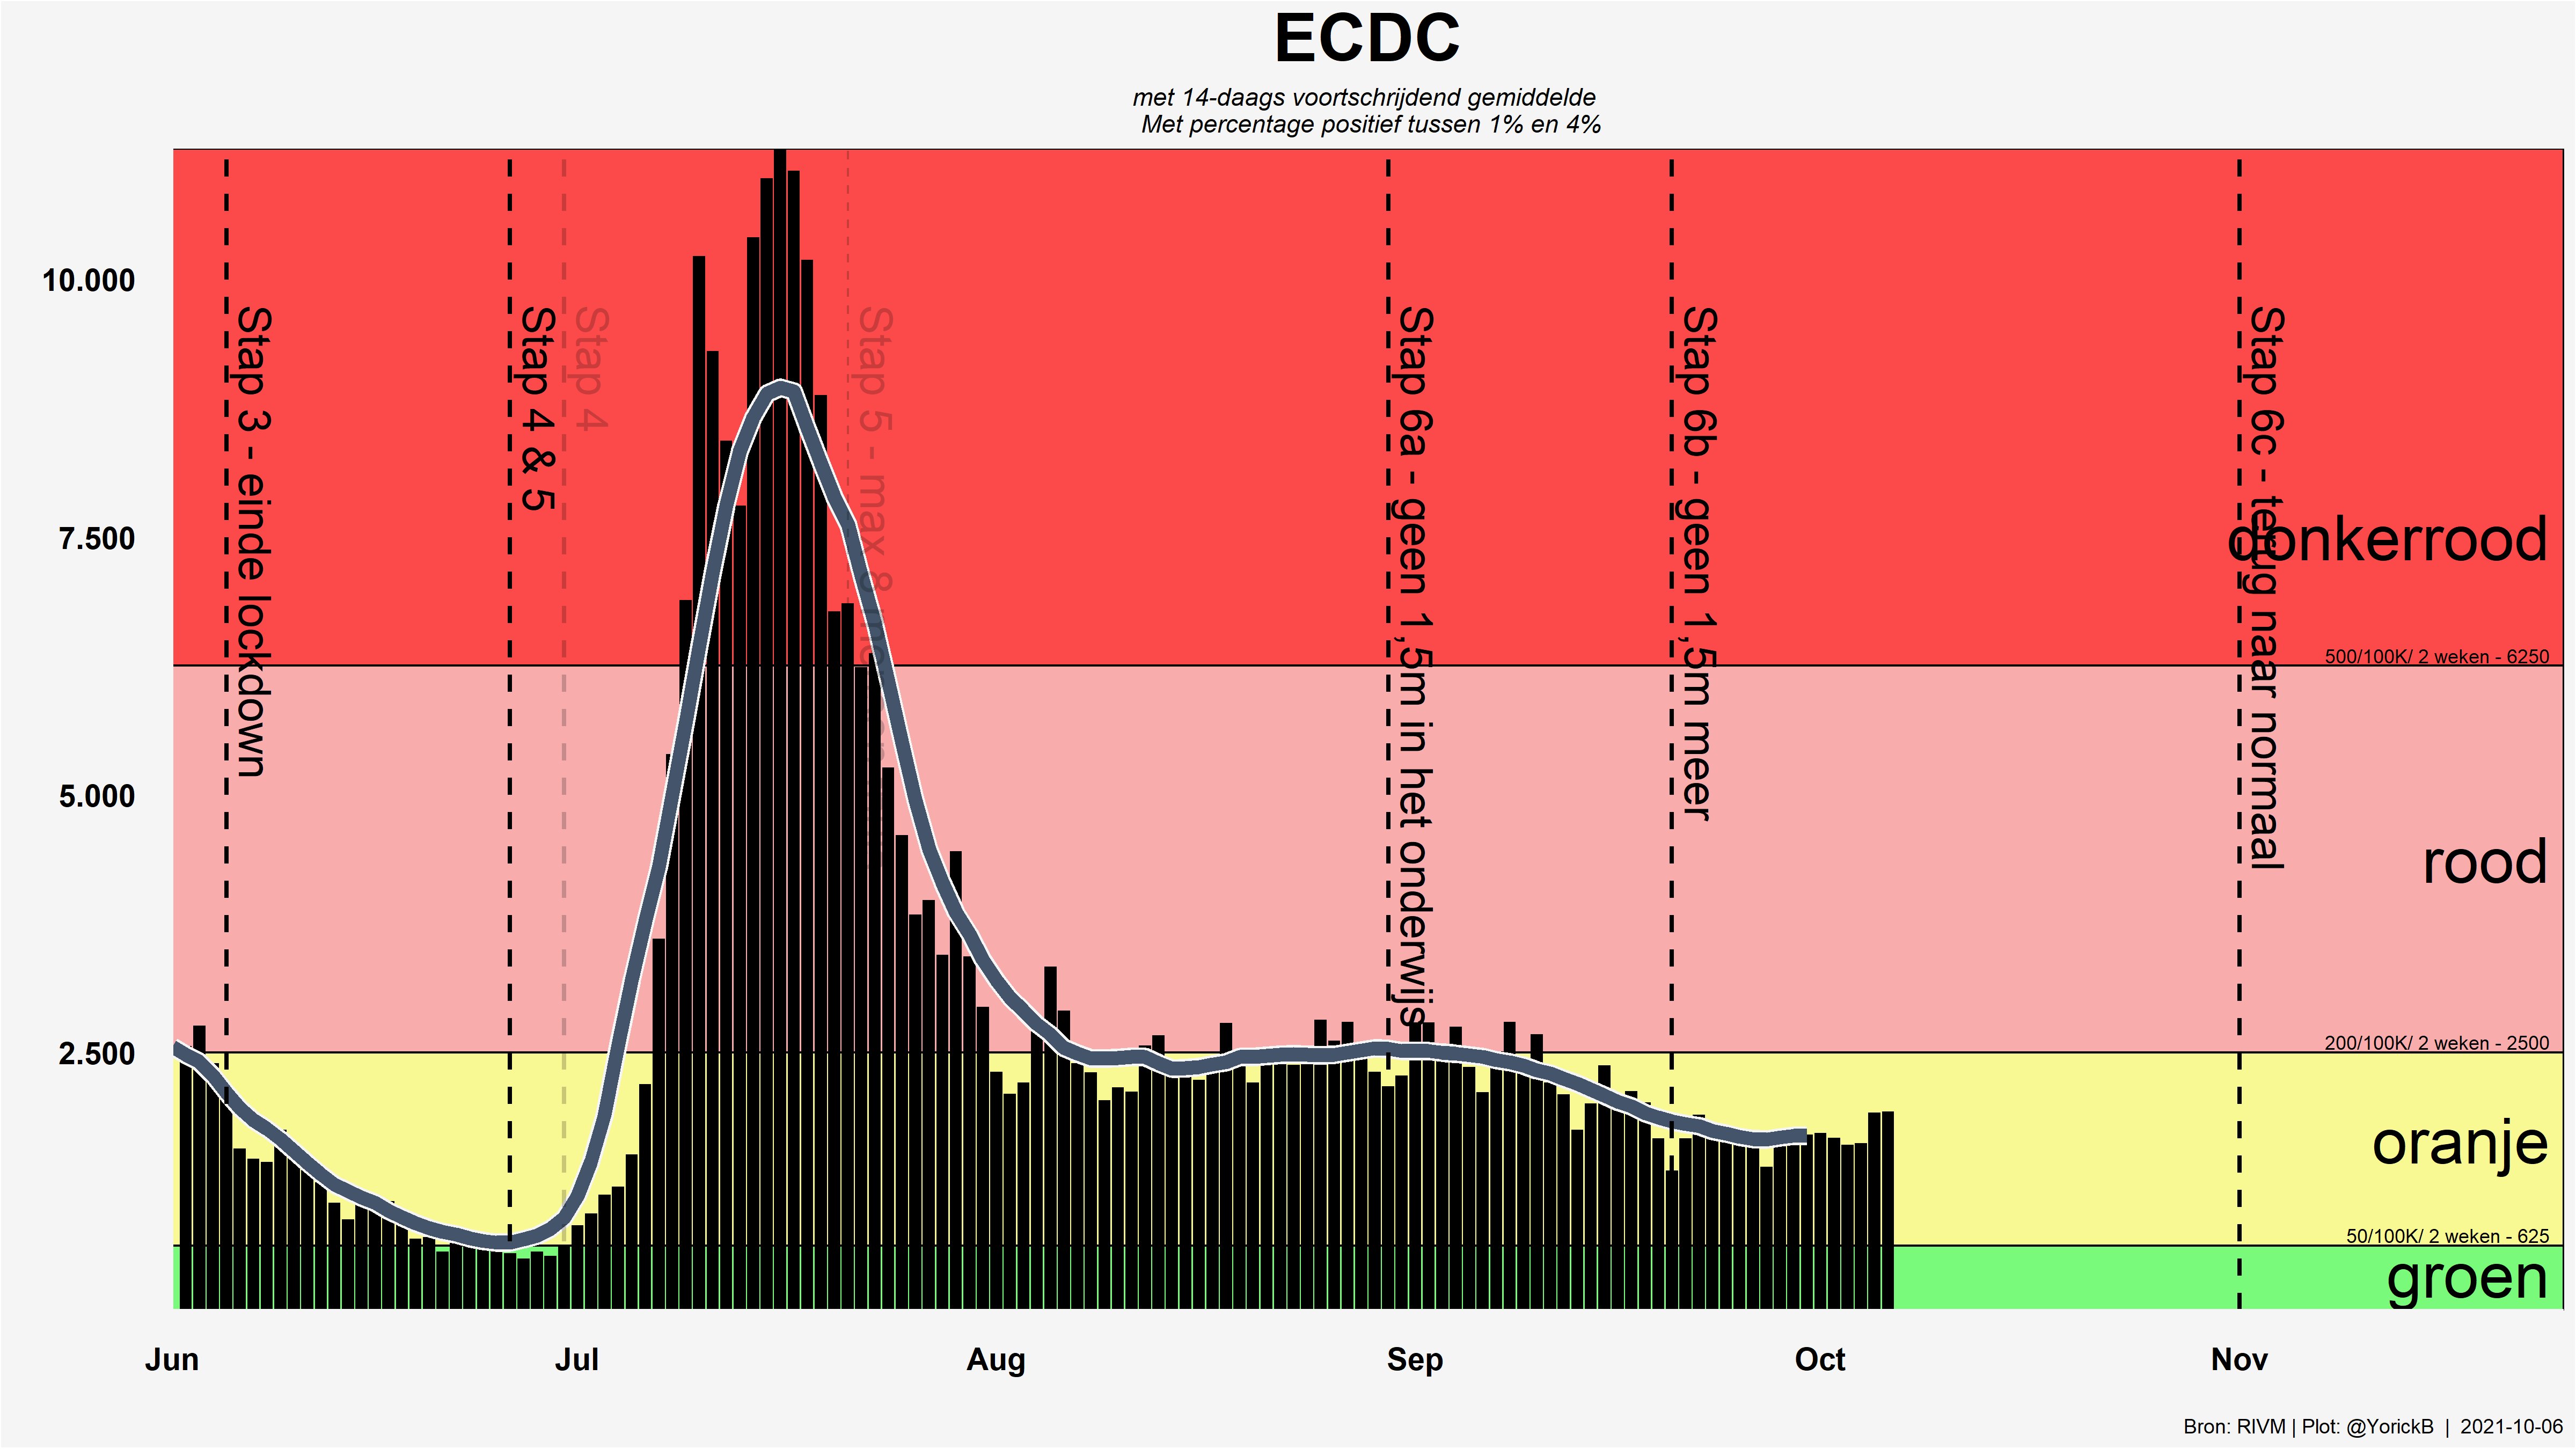 ECDC
met 14-daags voortschrijdend gemiddelde
Met percentage positief tussen 1% en 4%
10.000
7.500
5.000
2.500
Stap 3 - einde lockdown
Stap 4 & 5
Stap 4
Stap 5 - max 8
Stap 6a - geen 1,5m in het onderwijs
Stap 6b - geen 1,5m meer
Stap 6c - terug naar normaal
donkerrood
500/100K/ 2 weken - 6250
rood
200/100K/ 2 weken - 2500
oranje
50/100K/ 2 weken - 625
groen
Jun
Jul
Aug
Sep
Oct
Nov
Bron: RIVM | Plot: @YorickB | 2021-10-06